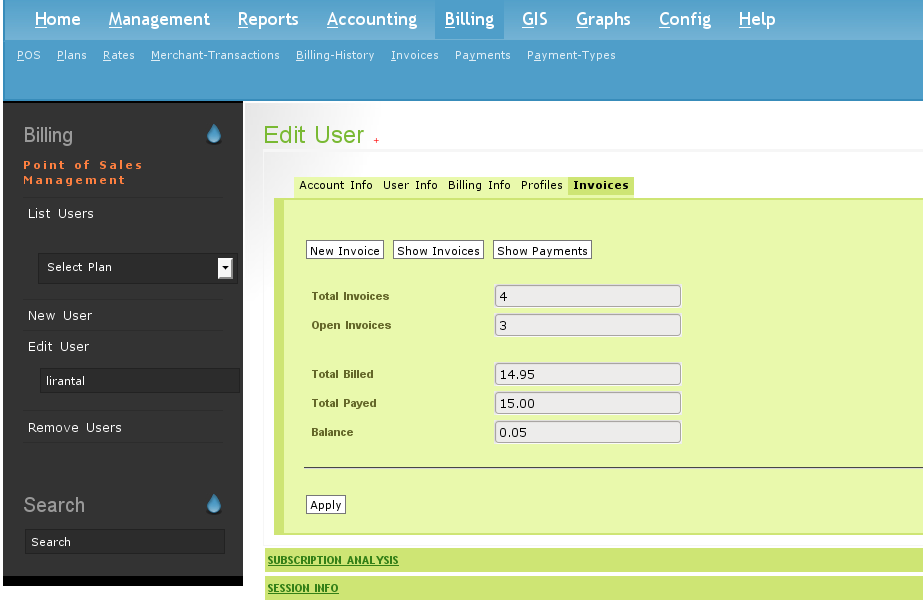 Home Management Reports Accounting Billing GIS Graphs Config Help
POS Plans Rates Merchant-Transactions Billing-History Invoices Payments Payment-Types
Billing
Point of Sales
Management
List Users
Select Plan
New User
Edit User
lirantal
Remove Users
Search
Search
Edit User +
Account Info User Info Billing Info Profiles Invoices
New Invoice Show Invoices Show Payments
Total Invoices 4
Open Invoices 3
Total Billed 14.95
Total Payed 15.00
Balance 0.05
Apply
SUBSCRIPTION ANALYSIS
SESSION INFO